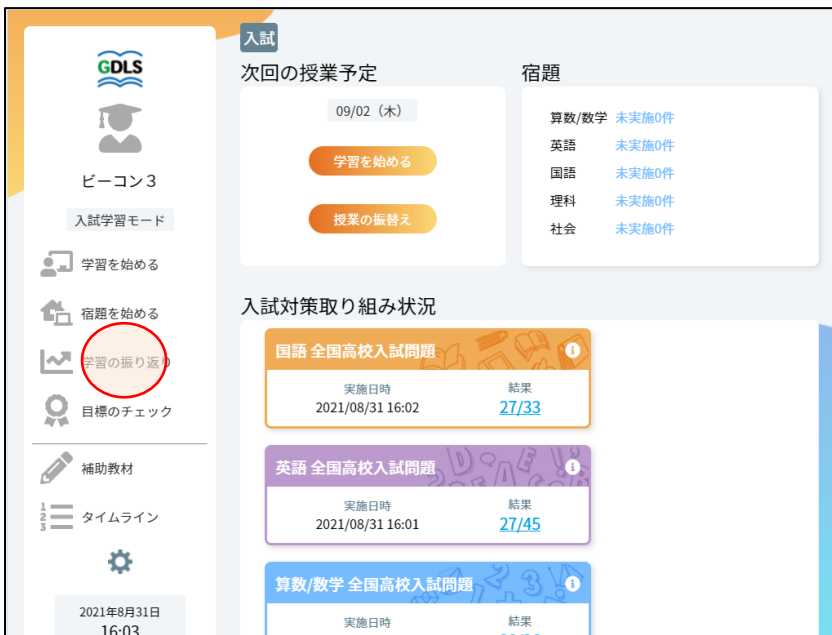 GDLS
ビーコン３
入試学習モード
学習を始める
宿題を始める
学習の振り返り
目標のチェック
補助教材
1
2
3
タイムライン
2021年8月31日
16:03
入試
次回の授業予定
09/02（木）
学習を始める
授業の振替え
宿題
算数/数学 未実施0件
英語 未実施0件
国語 未実施0件
理科 未実施0件
社会 未実施0件
入試対策取り組み状況
国語 全国高校入試問題
実施日時 結果
2021/08/31 16:02 27/33
英語 全国高校入試問題
実施日時 結果
2021/08/31 16:01 27/45
算数/数学 全国高校入試問題
実施日時 結果